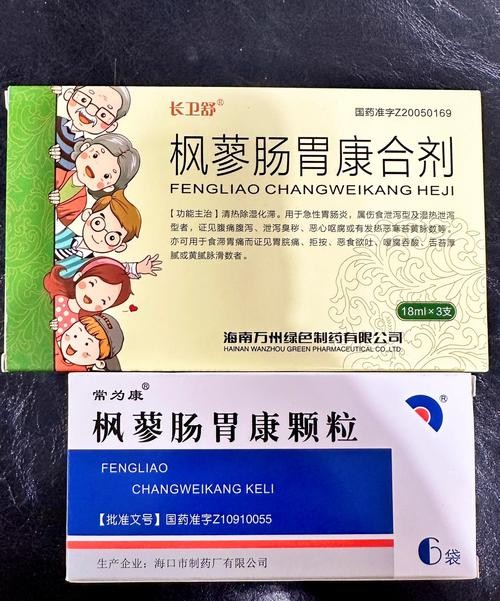 长卫舒®
国药准字Z20050169
枫蓼肠胃康合剂
FENGLIAO CHANGWEIKANG HEJI
【功能主治】清热除湿化滞。用于急性胃肠炎，属伤食泄泻型及湿热泄泻
型者，证见腹痛腹泻、泄泻臭秽、恶心呕腐或有发热恶寒苔黄脉数等。
亦可用于食滞胃痛而证见胃脘痛、拒按、恶食欲吐、嗳腐吞酸、舌苔厚
腻或黄腻脉滑数者。
18ml×3支
海南万州绿色制药有限公司
HAINAN WANZHOU GREEN PHARMACEUTICAL CO.,LTD.
常为康®
®
枫蓼肠胃康颗粒
FENGLIAO
CHANGWEIKANG KELI
【批准文号】国药准字Z10910055
6袋
生产企业：海口市制药厂有限公司